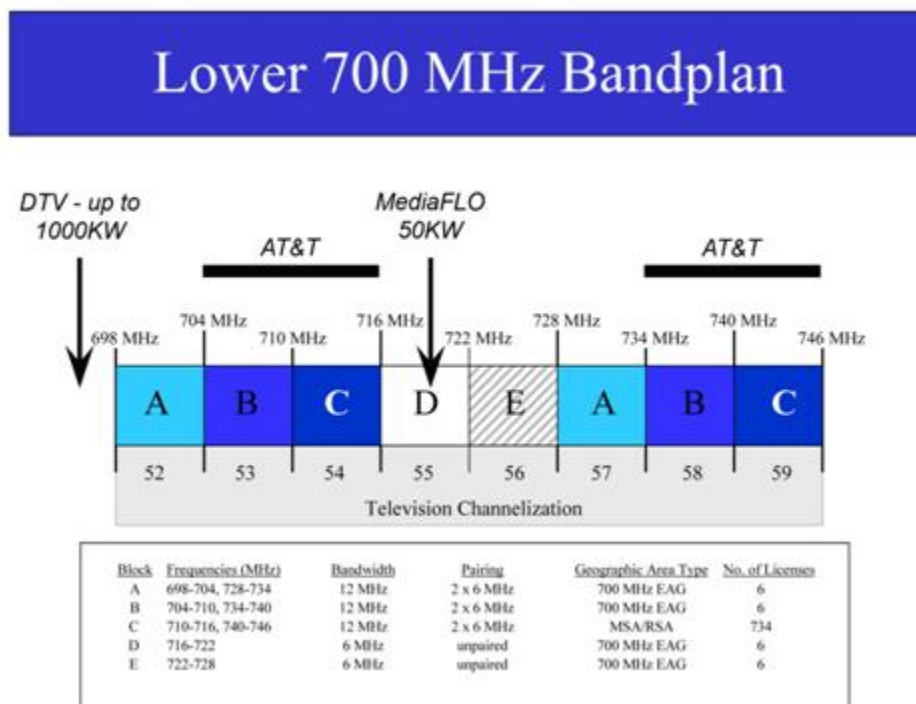 Lower 700 MHz Bandplan
DTV - up to
1000KW
MediaFLO
50KW
AT&T
AT&T
698 MHz
704 MHz
710 MHz
716 MHz
722 MHz
728 MHz
734 MHz
740 MHz
746 MHz
A B C D E A B C
52 53 54 55 56 57 58 59
Television Channelization
Block Frequencies (MHz) Bandwidth Pairing Geographic Area Type No. of Licenses
A 698-704, 728-734 12 MHz 2 x 6 MHz 700 MHz EAG 6
B 704-710, 734-740 12 MHz 2 x 6 MHz 700 MHz EAG 6
C 710-716, 740-746 12 MHz 2 x 6 MHz MSA/RSA 734
D 716-722 6 MHz unpaired 700 MHz EAG 6
E 722-728 6 MHz unpaired 700 MHz EAG 6